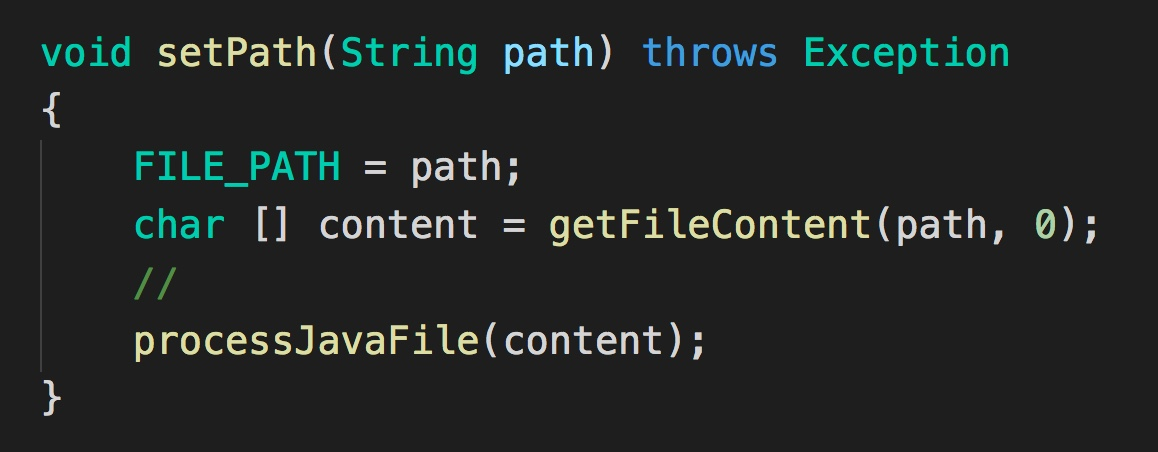 void setPath(String path) throws Exception
{
    FILE_PATH = path;
    char [] content = getFileContent(path, 0);
    //
    processJavaFile(content);
}